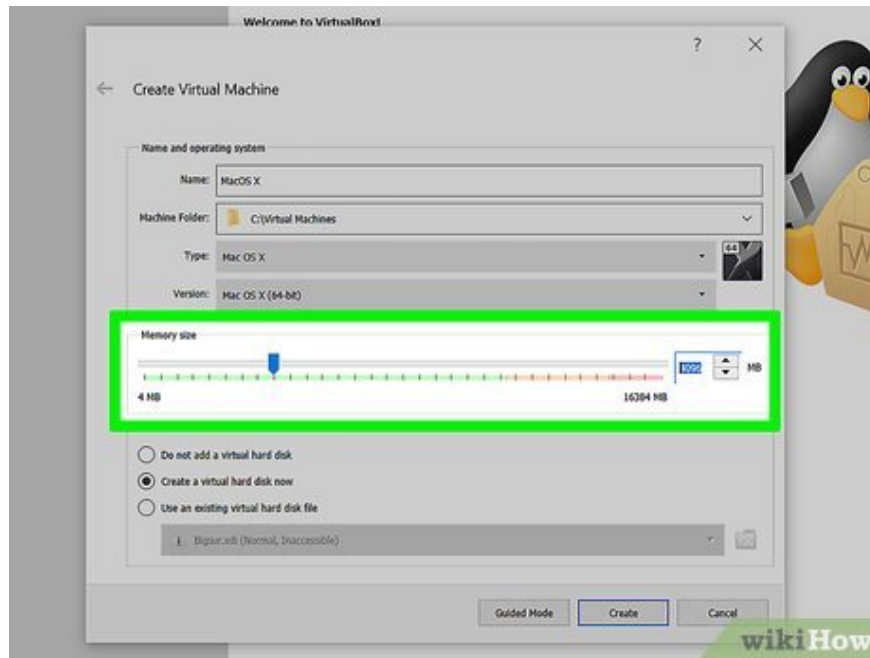 Welcome to VirtualBox!
?
Create Virtual Machine
Name and operating system
Name: MacOS X
Machine Folder: C:\Virtual Machines
Type: Mac OS X
64
Version: Mac OS X (64-bit)
Memory size
4096 MB
4 MB 16384 MB
Do not add a virtual hard disk
Create a virtual hard disk now
Use an existing virtual hard disk file
Bigsur.vdi (Normal, Inaccessible)
Guided Mode Create Cancel
wikiHow